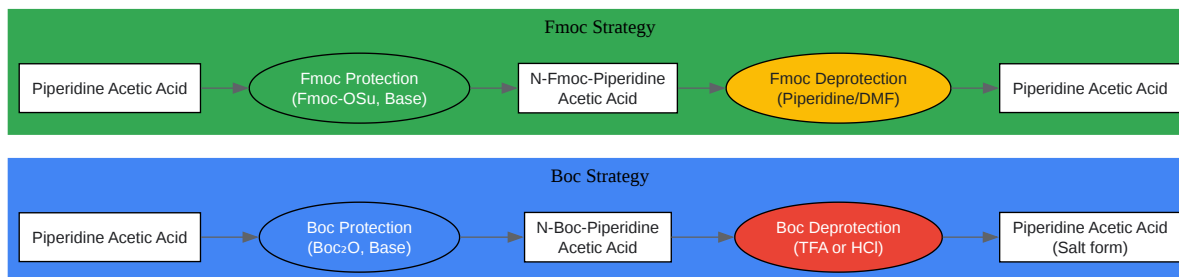 Fmoc Strategy
Piperidine Acetic Acid
Fmoc Protection
(Fmoc-OSu, Base)
N-Fmoc-Piperidine
Acetic Acid
Fmoc Deprotection
(Piperidine/DMF)
Piperidine Acetic Acid
Boc Strategy
Piperidine Acetic Acid
Boc Protection
(Boc₂O, Base)
N-Boc-Piperidine
Acetic Acid
Boc Deprotection
(TFA or HCl)
Piperidine Acetic Acid
(Salt form)